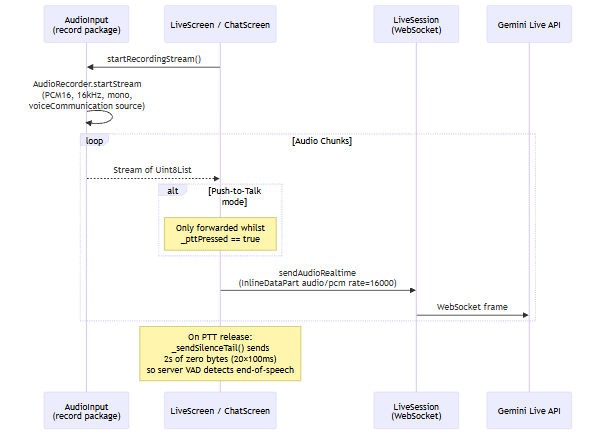 AudioInput
(record package)
LiveScreen / ChatScreen
LiveSession
(WebSocket)
Gemini Live API
startRecordingStream()
AudioRecorder.startStream
(PCM16, 16kHz, mono,
voiceCommunication source)
loop
[Audio Chunks]
Stream of Uint8List
alt
[Push-to-Talk
mode]
Only forwarded whilst
_pttPressed == true
sendAudioRealtime
(InlineDataPart audio/pcm rate=16000)
WebSocket frame
On PTT release:
_sendSilenceTail() sends
2s of zero bytes (20×100ms)
so server VAD detects end-of-speech
AudioInput
(record package)
LiveScreen / ChatScreen
LiveSession
(WebSocket)
Gemini Live API